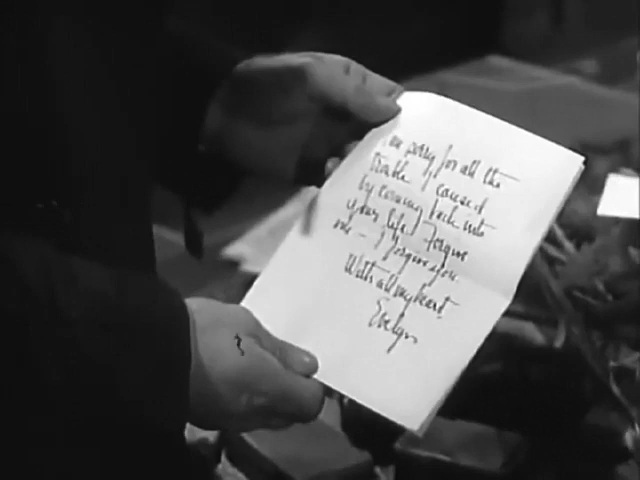 I am sorry for all the
trouble I caused
by coming back into
your life. Forgive
me — I forgive you.
With all my heart,
Evelyn